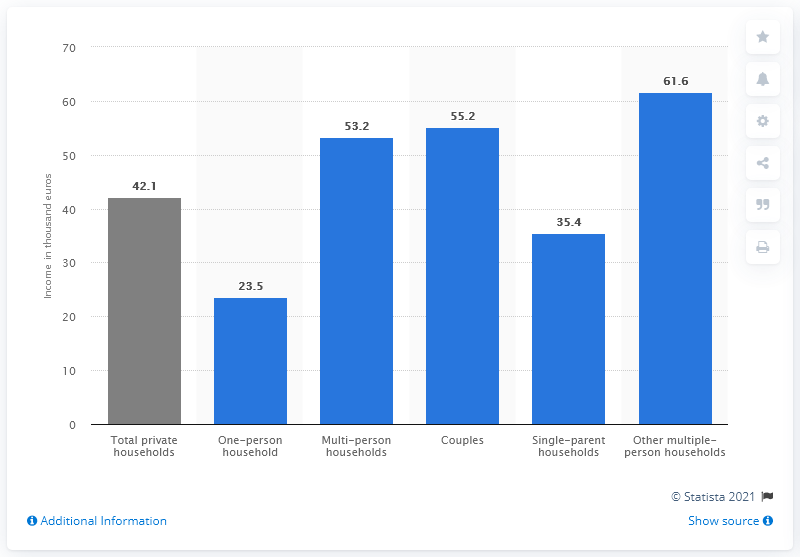 70
60
50
40
30
20
10
0
Income in thousand euros
42.1
23.5
53.2
55.2
35.4
61.6
Total private
households
One-person
household
Multi-person
households
Couples
Single-parent
households
Other multiple-
person households
© Statista 2021
Additional Information
Show source